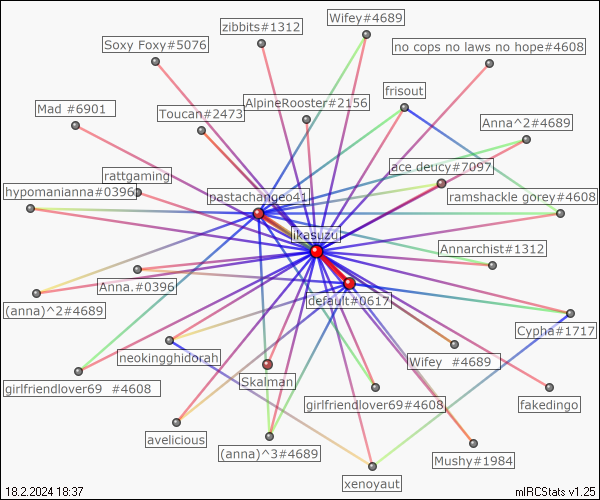 Wifey#4689
zibbits#1312
Soxy Foxy#5076
no cops no laws no hope#4608
frisout
AlpineRooster#2156
Mad #6901
Toucan#2473
Anna^2#4689
ace deucy#7097
rattgaming
hypomanianna#0396
pastachangeo41
ramshackle gorey#4608
ikasuzu
Annarchist#1312
Anna.#0396
default#0617
(anna)^2#4689
Cypha#1717
neokingghidorah
Wifey #4689
Skalman
girlfriendlover69 #4608
girlfriendlover69#4608
fakedingo
avelicious
(anna)^3#4689
Mushy#1984
xenoyaut
18.2.2024 18:37
mIRCStats v1.25